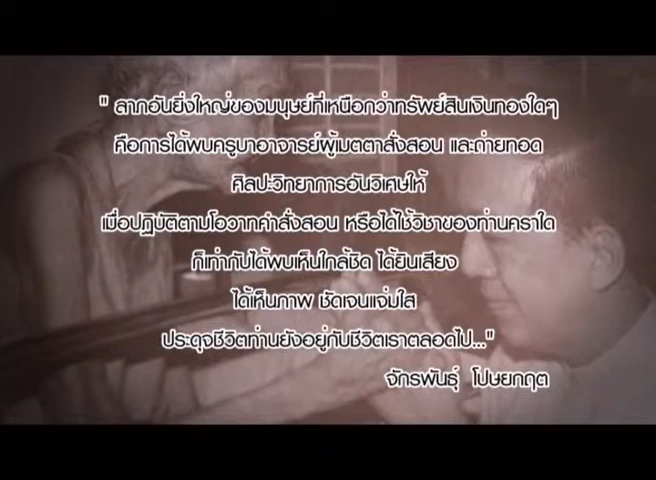 " ลาภอันยิ่งใหญ่ของมนุษย์ที่เหนือกว่าทรัพย์สินเงินทองใดๆ
คือการได้พบครูบาอาจารย์ผู้เมตตาสั่งสอน และถ่ายทอด
ศิลปะวิทยาการอันวิเศษให้
เมื่อปฏิบัติตามโอวาทคำสั่งสอน หรือได้ใช้วิชาของท่านคราใด
ก็เท่ากับได้พบเห็นใกล้ชิด ได้ยินเสียง
ได้เห็นภาพ ชัดเจนแจ่มใส
ประดุจชีวิตท่านยังอยู่กับชีวิตเราตลอดไป..."
จักรพันธุ์ โปษยกฤต